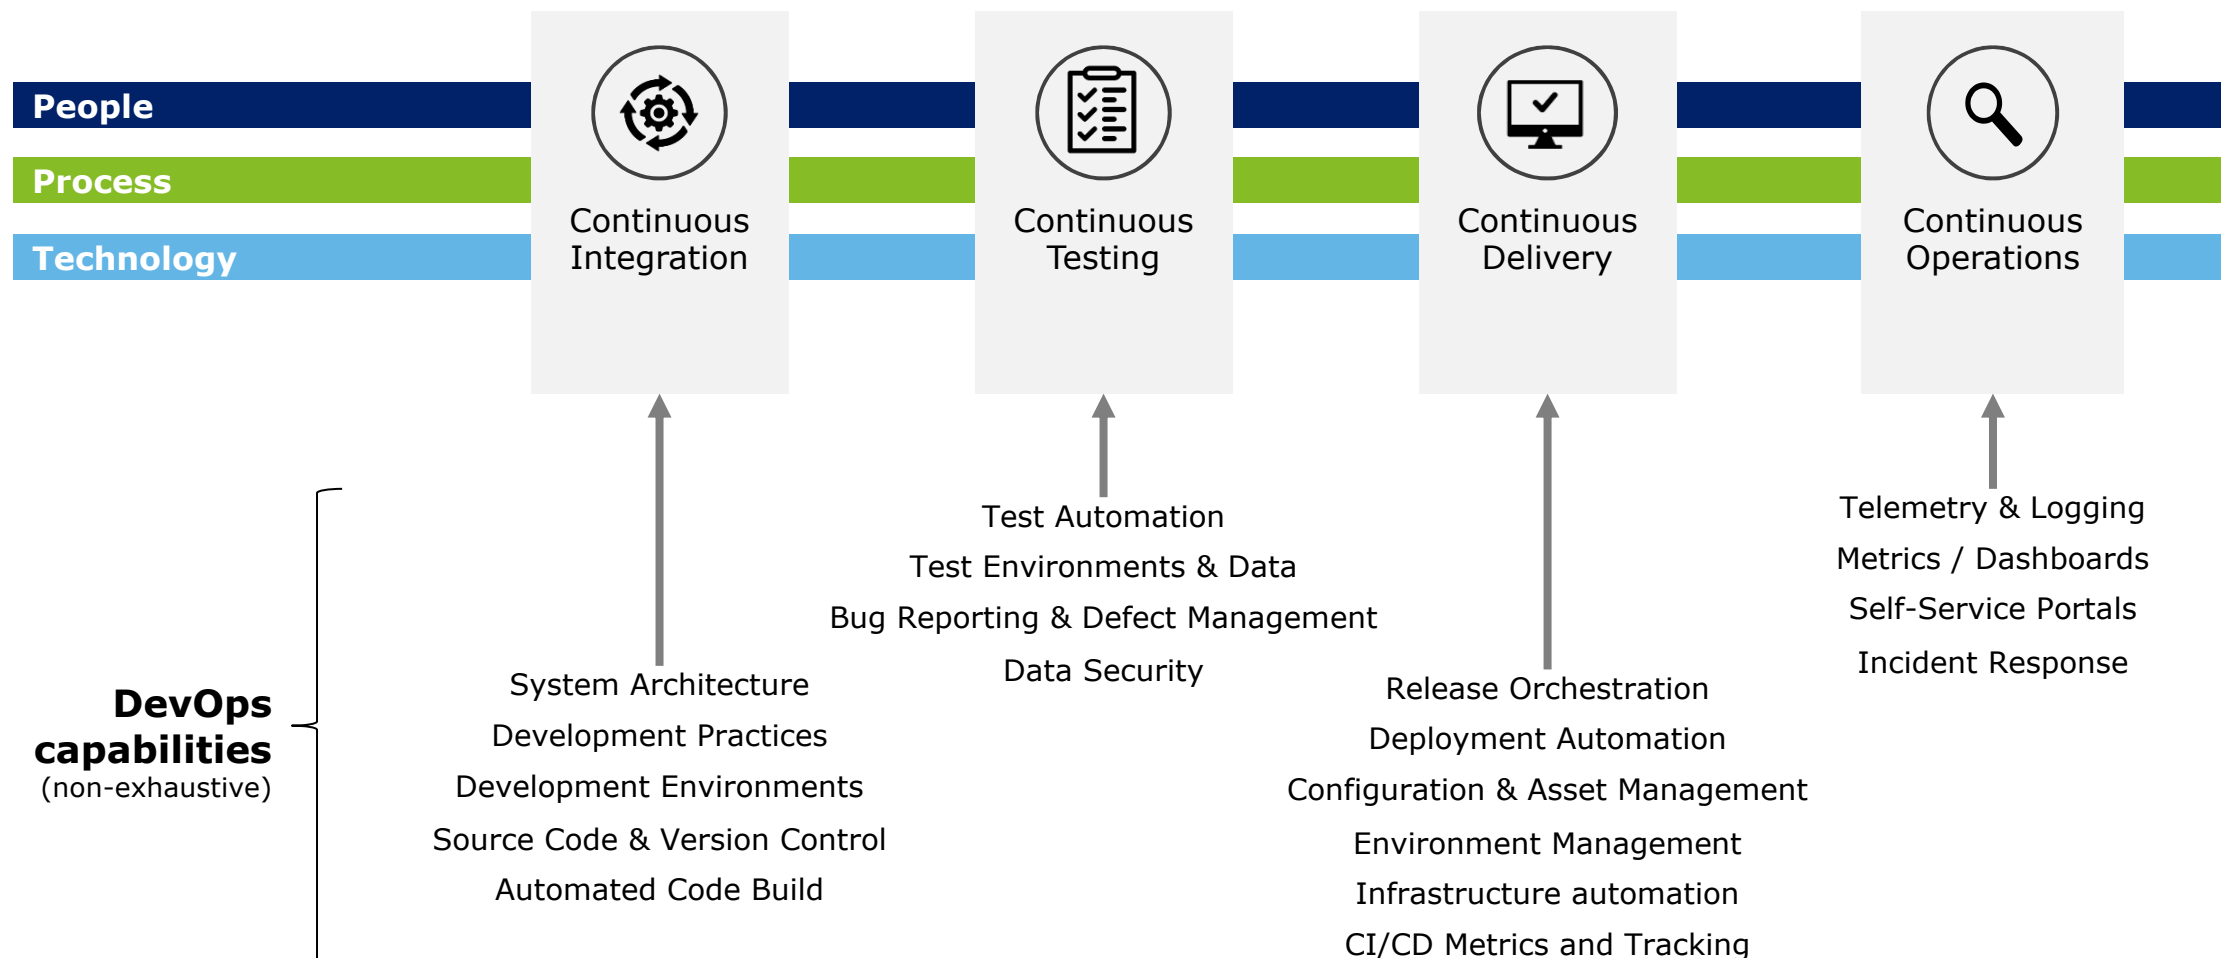 People
Process
Technology
Continuous
Integration
Continuous
Testing
Continuous
Delivery
Continuous
Operations
DevOps
capabilities
(non-exhaustive)
System Architecture
Development Practices
Development Environments
Source Code & Version Control
Automated Code Build
Test Automation
Test Environments & Data
Bug Reporting & Defect Management
Data Security
Release Orchestration
Deployment Automation
Configuration & Asset Management
Environment Management
Infrastructure automation
CI/CD Metrics and Tracking
Telemetry & Logging
Metrics / Dashboards
Self-Service Portals
Incident Response